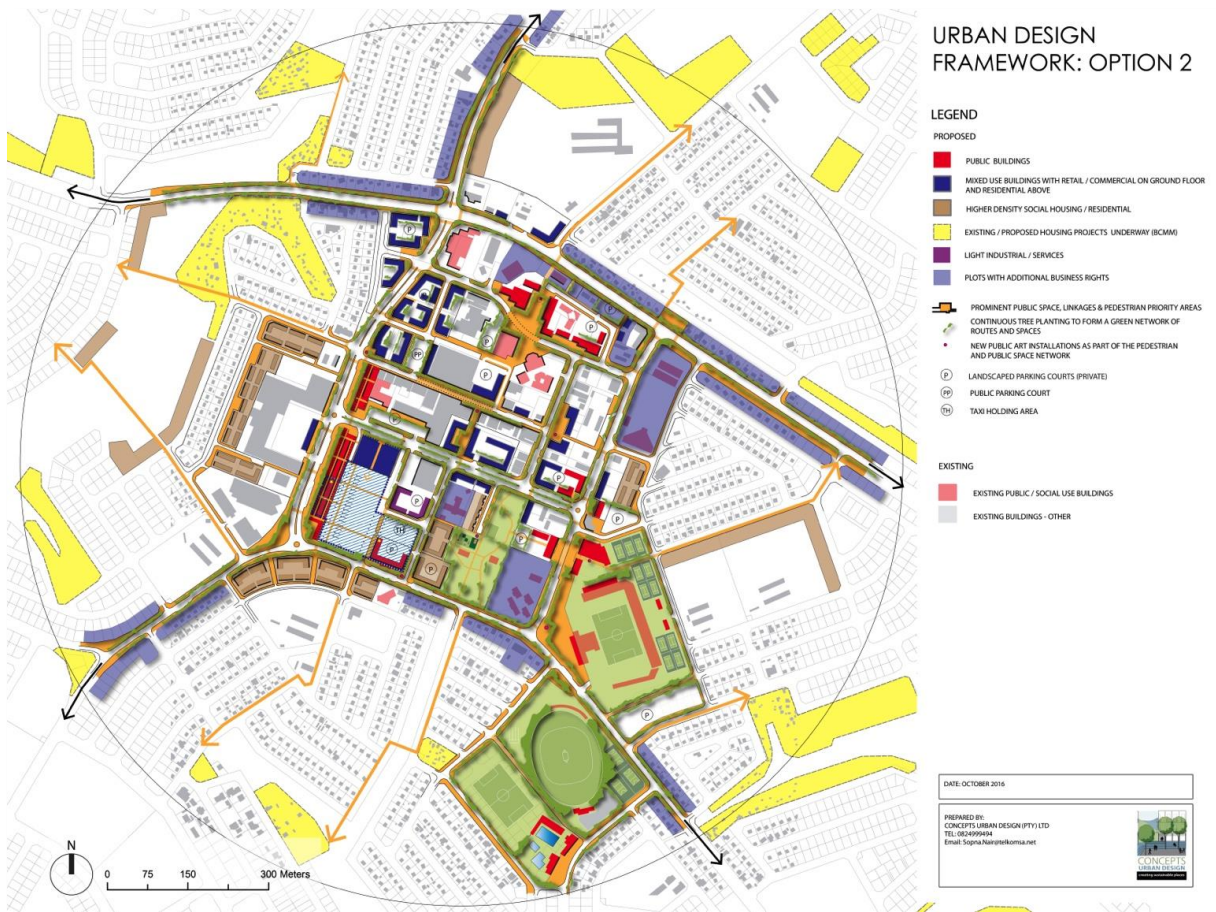 URBAN DESIGN
FRAMEWORK: OPTION 2
LEGEND
PROPOSED
PUBLIC BUILDINGS
MIXED USE BUILDINGS WITH RETAIL / COMMERCIAL ON GROUND FLOOR
AND RESIDENTIAL ABOVE
HIGHER DENSITY SOCIAL HOUSING / RESIDENTIAL
EXISTING / PROPOSED HOUSING PROJECTS UNDERWAY (BCMM)
LIGHT INDUSTRIAL / SERVICES
PLOTS WITH ADDITIONAL BUSINESS RIGHTS
PROMINENT PUBLIC SPACE, LINKAGES & PEDESTRIAN PRIORITY AREAS
CONTINUOUS TREE PLANTING TO FORM A GREEN NETWORK OF
ROUTES AND SPACES
NEW PUBLIC ART INSTALLATIONS AS PART OF THE PEDESTRIAN
AND PUBLIC SPACE NETWORK
P LANDSCAPED PARKING COURTS (PRIVATE)
PP PUBLIC PARKING COURT
TH TAXI HOLDING AREA
EXISTING
EXISTING PUBLIC / SOCIAL USE BUILDINGS
EXISTING BUILDINGS - OTHER
DATE: OCTOBER 2016
PREPARED BY:
CONCEPTS URBAN DESIGN (PTY) LTD
TEL: 0824999494
Email: Sopna.Nair@telkomsa.net
CONCEPTS
URBAN DESIGN
creating sustainable places
P
P
P
P
PP
P
P
P
P
P
TH
P
P
P
P
P
N
0 75 150 300 Meters